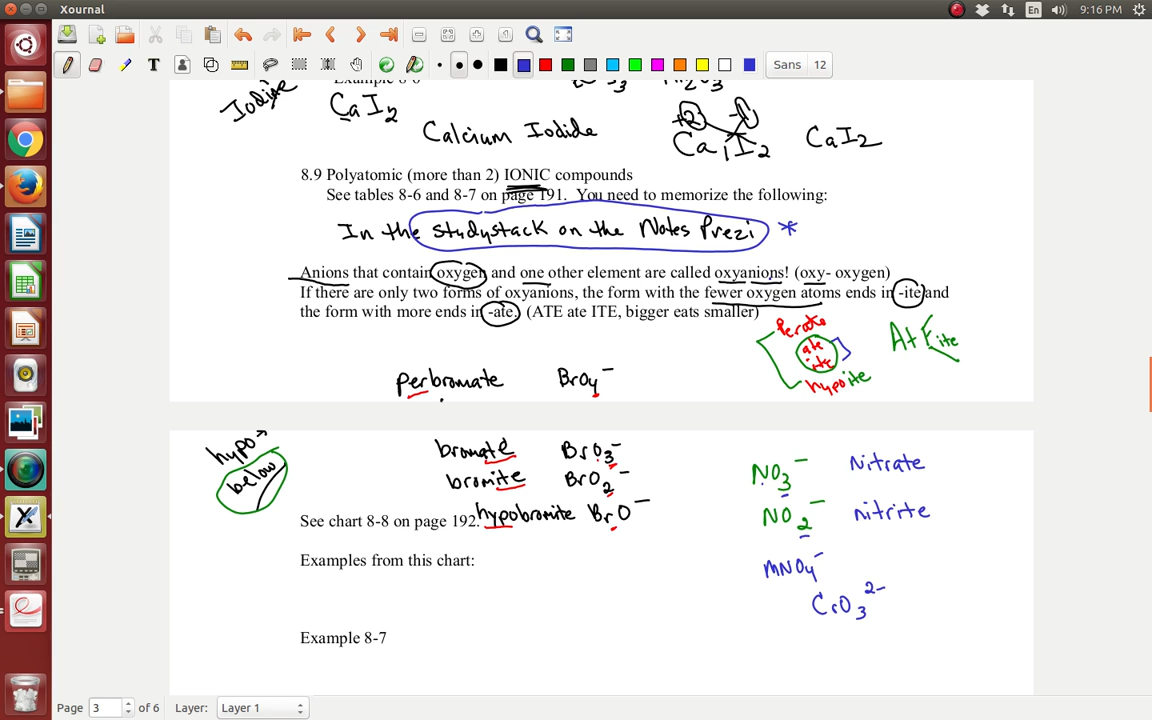 Xournal
En
9:16 PM
Sans 12
Iodine
CaI2
Calcium Iodide
+2 -1
Ca1I2
CaI2
8.9 Polyatomic (more than 2) IONIC compounds
See tables 8-6 and 8-7 on page 191. You need to memorize the following:
In the studystack on the Notes Prezi *
Anions that contain oxygen and one other element are called oxyanions! (oxy- oxygen)
If there are only two forms of oxyanions, the form with the fewer oxygen atoms ends in -ite and
the form with more ends in -ate. (ATE ate ITE, bigger eats smaller)
perate
ate
ite
hypoite
perbromate BrO4-
hypo→
below
bromate BrO3-
bromite BrO2-
See chart 8-8 on page 192. hypobromite BrO-
NO3- Nitrate
NO2- nitrite
Examples from this chart:
MNO4-
CrO3 2-
Example 8-7
Page 3 of 6 Layer: Layer 1